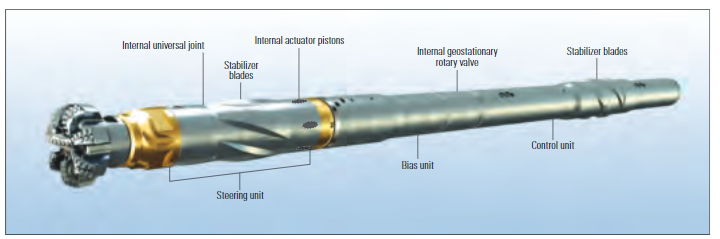 Internal universal joint
Stabilizer
blades
Internal actuator pistons
Internal geostationary
rotary valve
Stabilizer blades
Steering unit
Bias unit
Control unit